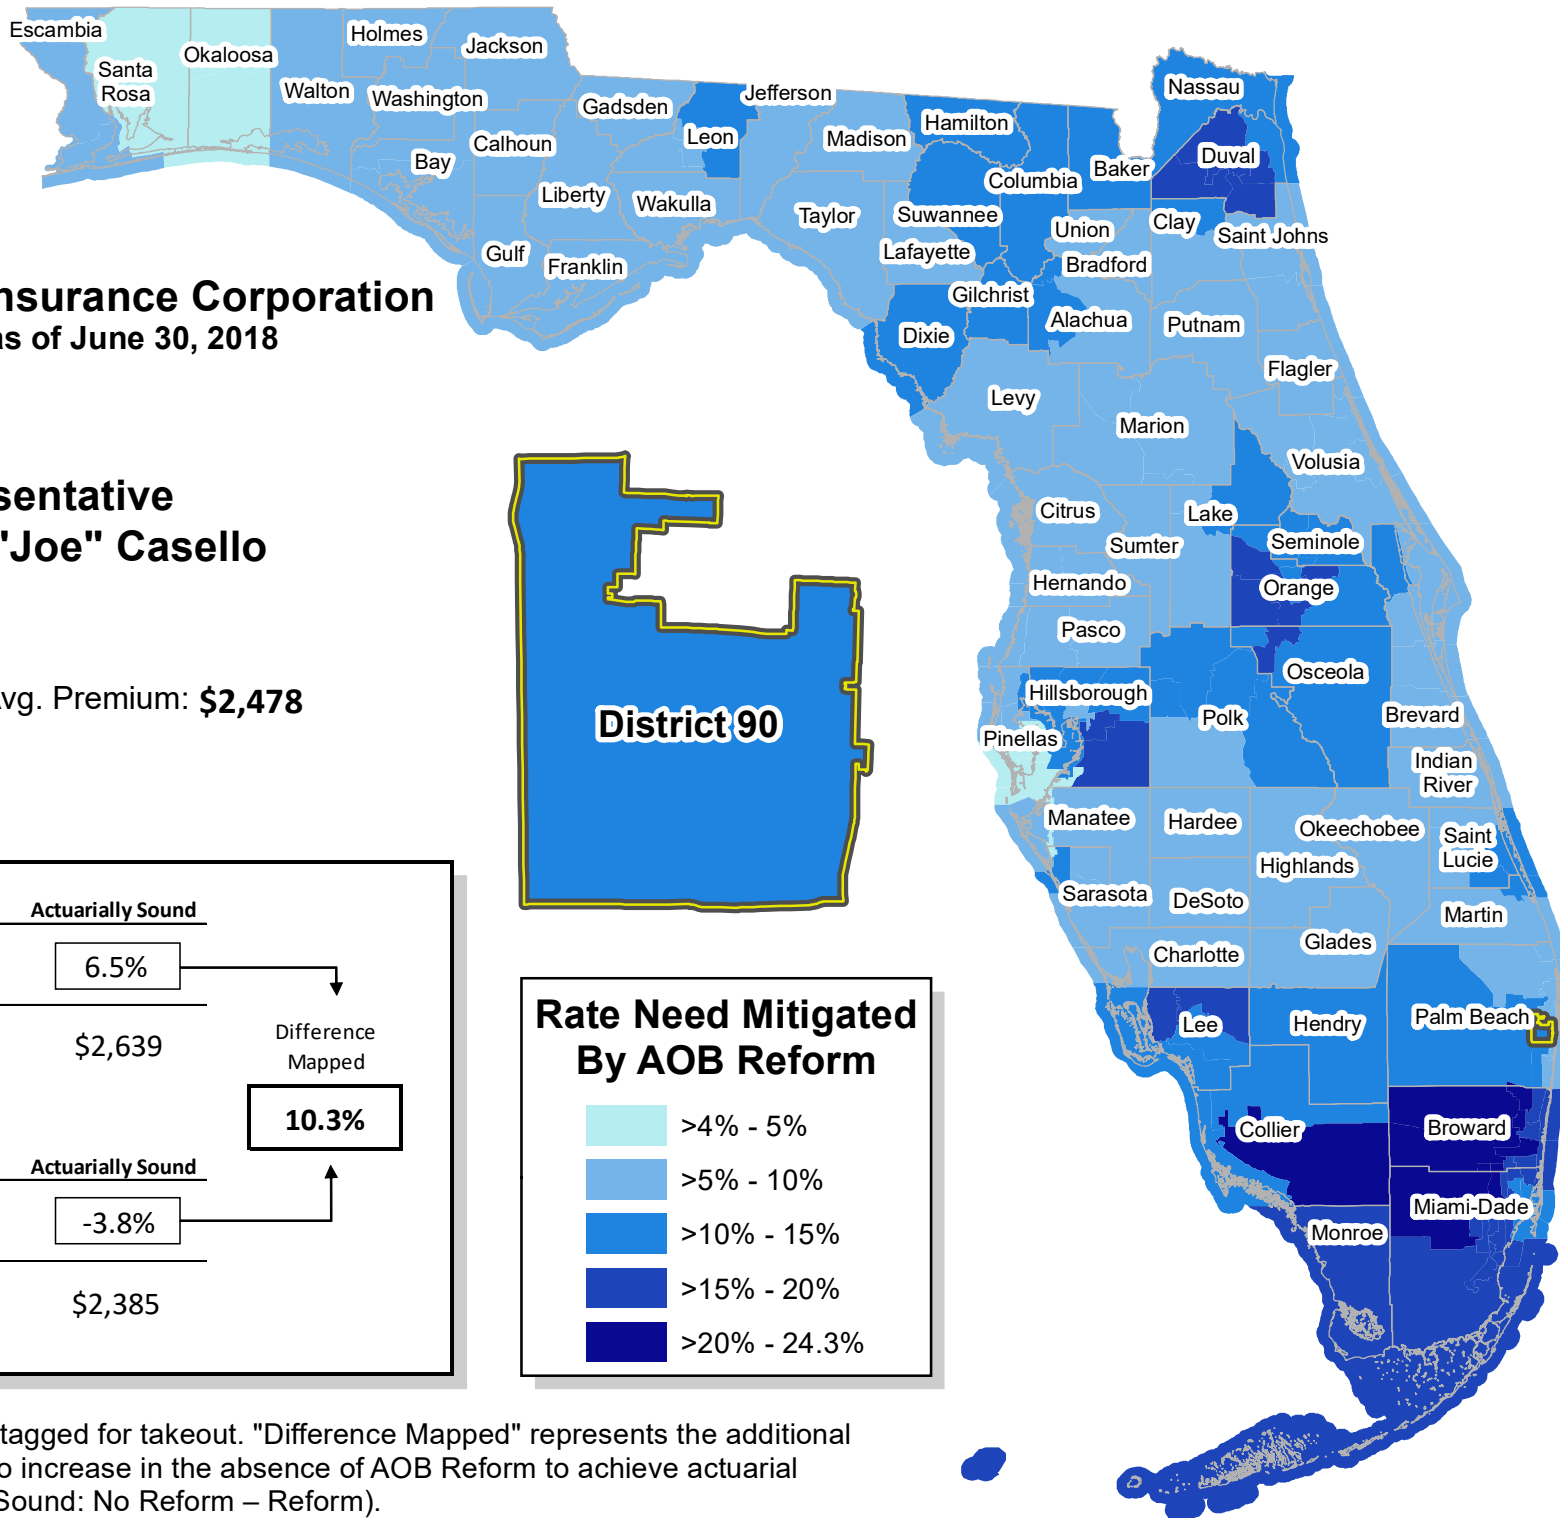 Escambia
Santa
Rosa
Okaloosa
Holmes
Jackson
Walton
Washington
Bay
Calhoun
Gadsden
Liberty
Gulf
Franklin
Wakulla
Leon
Jefferson
Madison
Taylor
Hamilton
Suwannee
Lafayette
Columbia
Baker
Nassau
Duval
Union
Clay
Saint Johns
Bradford
Gilchrist
Dixie
Alachua
Putnam
Flagler
Levy
Marion
Volusia
Citrus
Lake
Sumter
Seminole
Hernando
Orange
Pasco
Osceola
Hillsborough
Polk
Brevard
Pinellas
Indian
River
Manatee
Hardee
Okeechobee
Saint
Lucie
Highlands
Sarasota
DeSoto
Martin
Glades
Charlotte
Lee
Hendry
Palm Beach
Collier
Broward
Miami-Dade
Monroe
nsurance Corporation
as of June 30, 2018
sentative
"Joe" Casello
Avg. Premium: $2,478
District 90
Actuarially Sound
6.5%
$2,639
Difference
Mapped
10.3%
Actuarially Sound
-3.8%
$2,385
Rate Need Mitigated
By AOB Reform
>4% - 5%
>5% - 10%
>10% - 15%
>15% - 20%
>20% - 24.3%
tagged for takeout. "Difference Mapped" represents the additional
o increase in the absence of AOB Reform to achieve actuarial
Sound: No Reform – Reform).